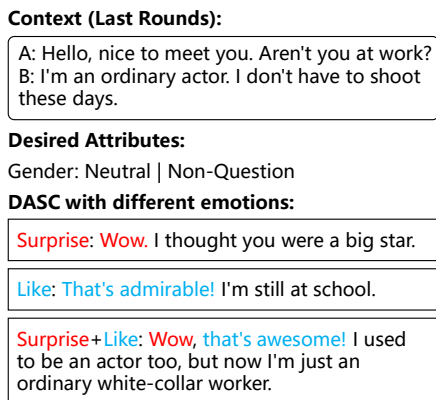 Context (Last Rounds):
A: Hello, nice to meet you. Aren't you at work?
B: I'm an ordinary actor. I don't have to shoot
these days.
Desired Attributes:
Gender: Neutral | Non-Question
DASC with different emotions:
Surprise: Wow. I thought you were a big star.
Like: That's admirable! I'm still at school.
Surprise+Like: Wow, that's awesome! I used
to be an actor too, but now I'm just an
ordinary white-collar worker.